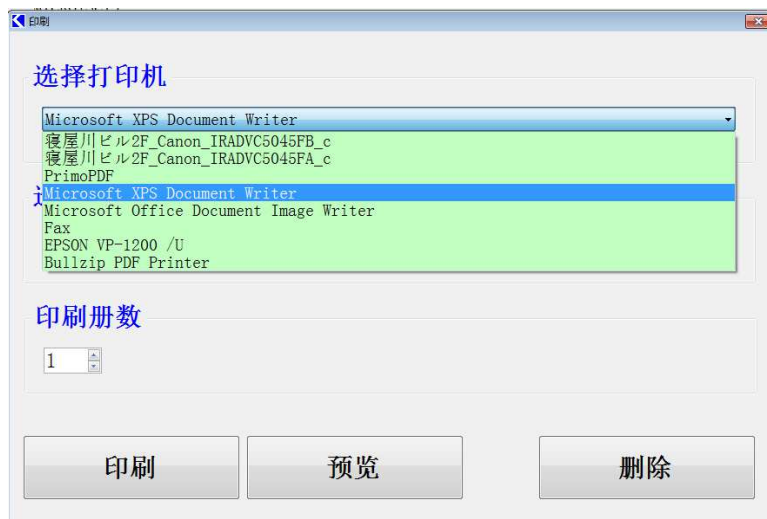 印刷
选择打印机
Microsoft XPS Document Writer
寝屋川ビル2F_Canon_IRADVC5045FB_c
寝屋川ビル2F_Canon_IRADVC5045FA_c
PrimoPDF
Microsoft XPS Document Writer
Microsoft Office Document Image Writer
Fax
EPSON VP-1200 /U
Bullzip PDF Printer
印刷册数
1
印刷
预览
删除